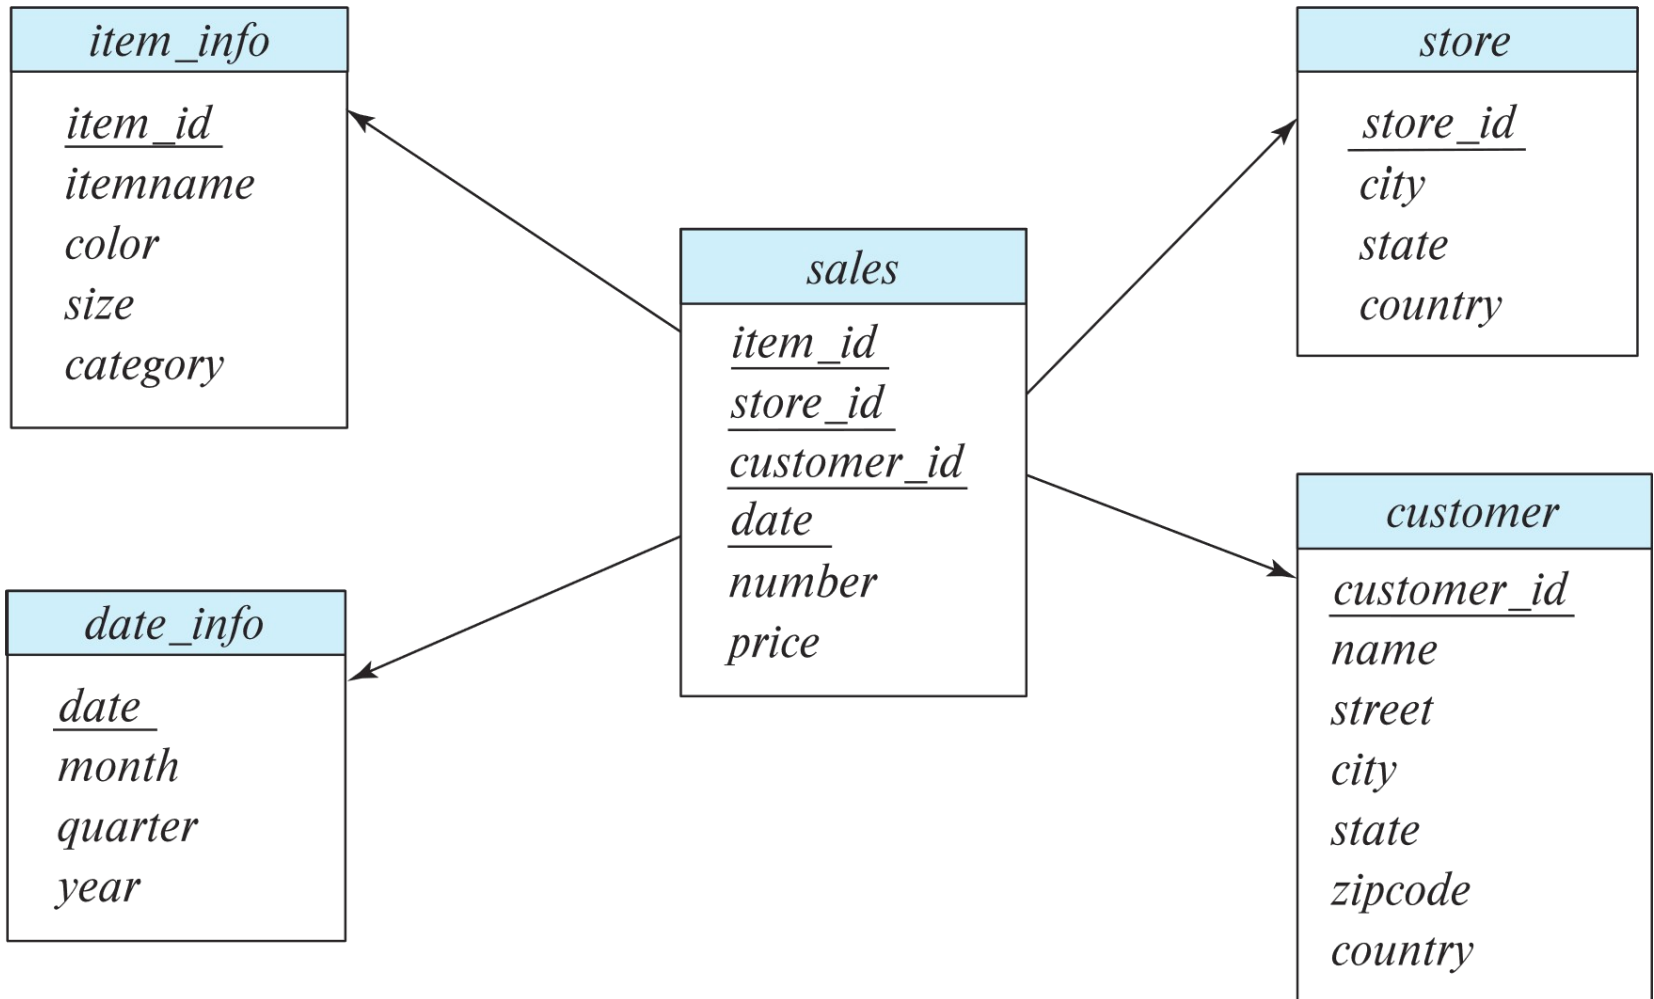 item_info
item_id
itemname
color
size
category
store
store_id
city
state
country
sales
item_id
store_id
customer_id
date
number
price
date_info
date
month
quarter
year
customer
customer_id
name
street
city
state
zipcode
country